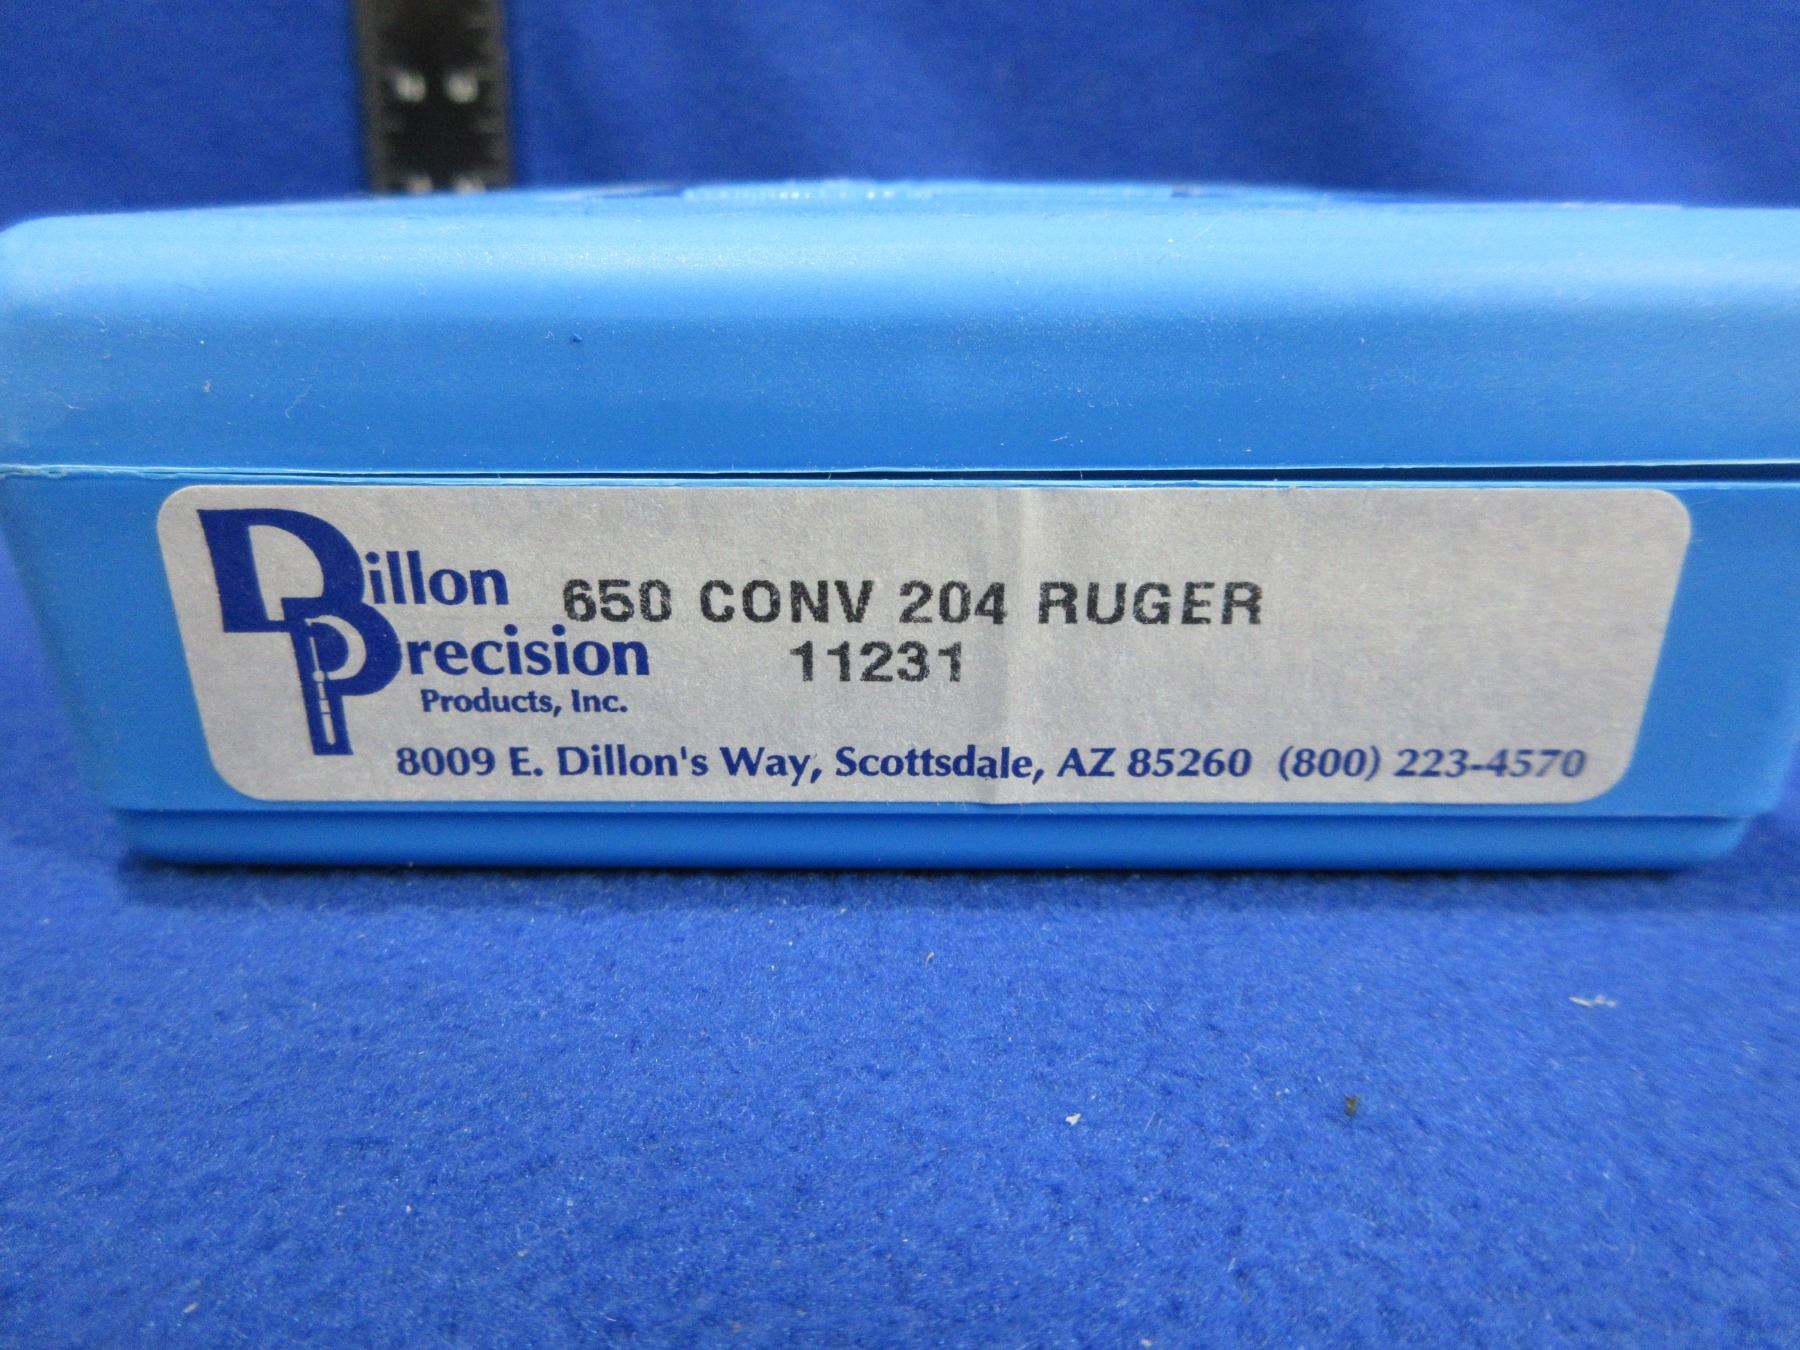 Dillon
Precision
Products, Inc.
650 CONV 204 RUGER
11231
8009 E. Dillon's Way, Scottsdale, AZ 85260 (800) 223-4570